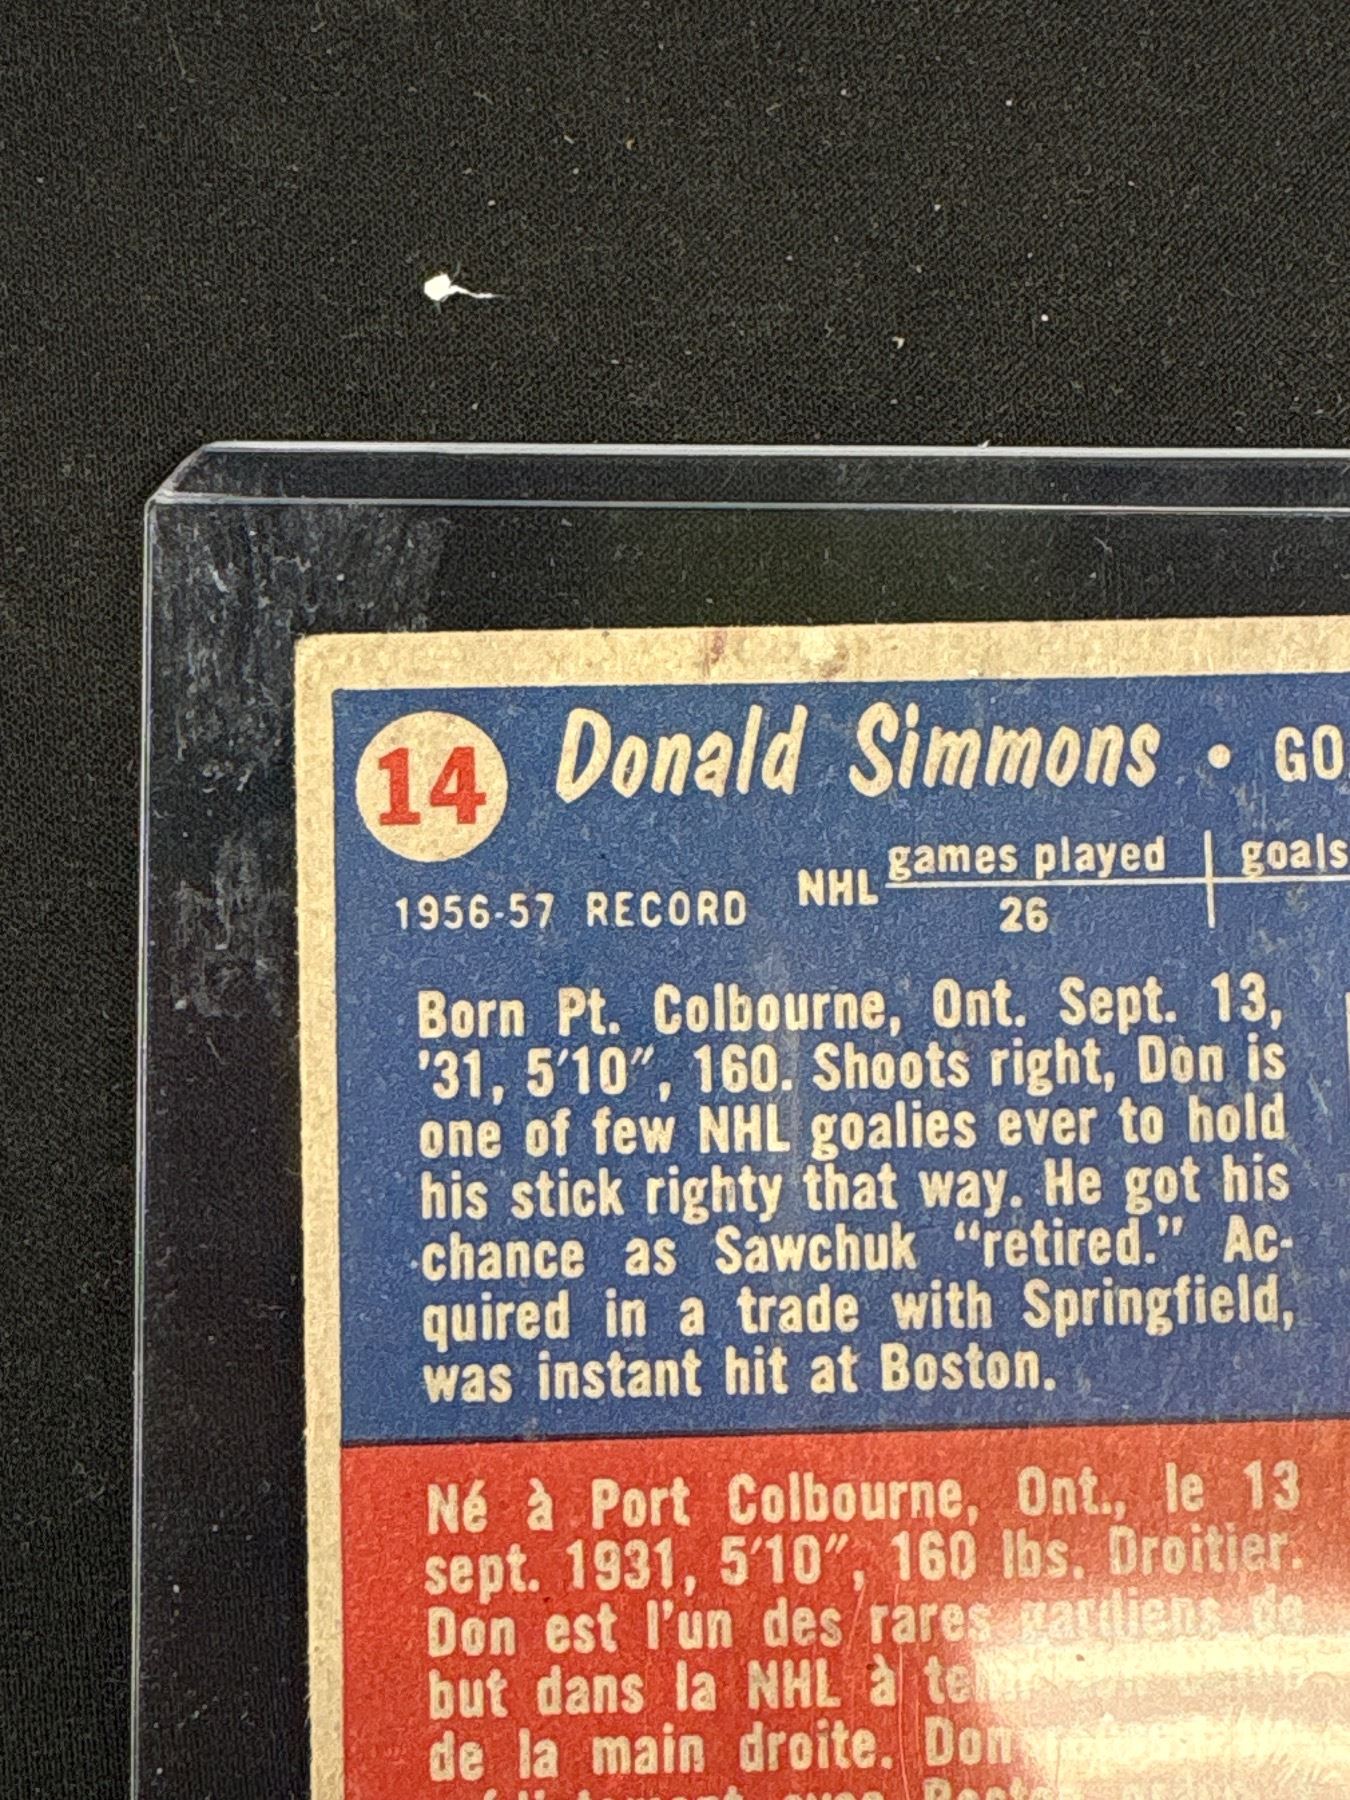 14 Donald Simmons • GO
NHL games played | goals
1956-57 RECORD 26
Born Pt. Colbourne, Ont. Sept. 13,
'31, 5'10", 160. Shoots right, Don is
one of few NHL goalies ever to hold
his stick righty that way. He got his
chance as Sawchuk "retired." Ac-
quired in a trade with Springfield,
was instant hit at Boston.
Né à Port Colbourne, Ont., le 13
sept. 1931, 5'10", 160 lbs. Droitier.
Don est l'un des rares gardiens de
but dans la NHL à
de la main droite. Don